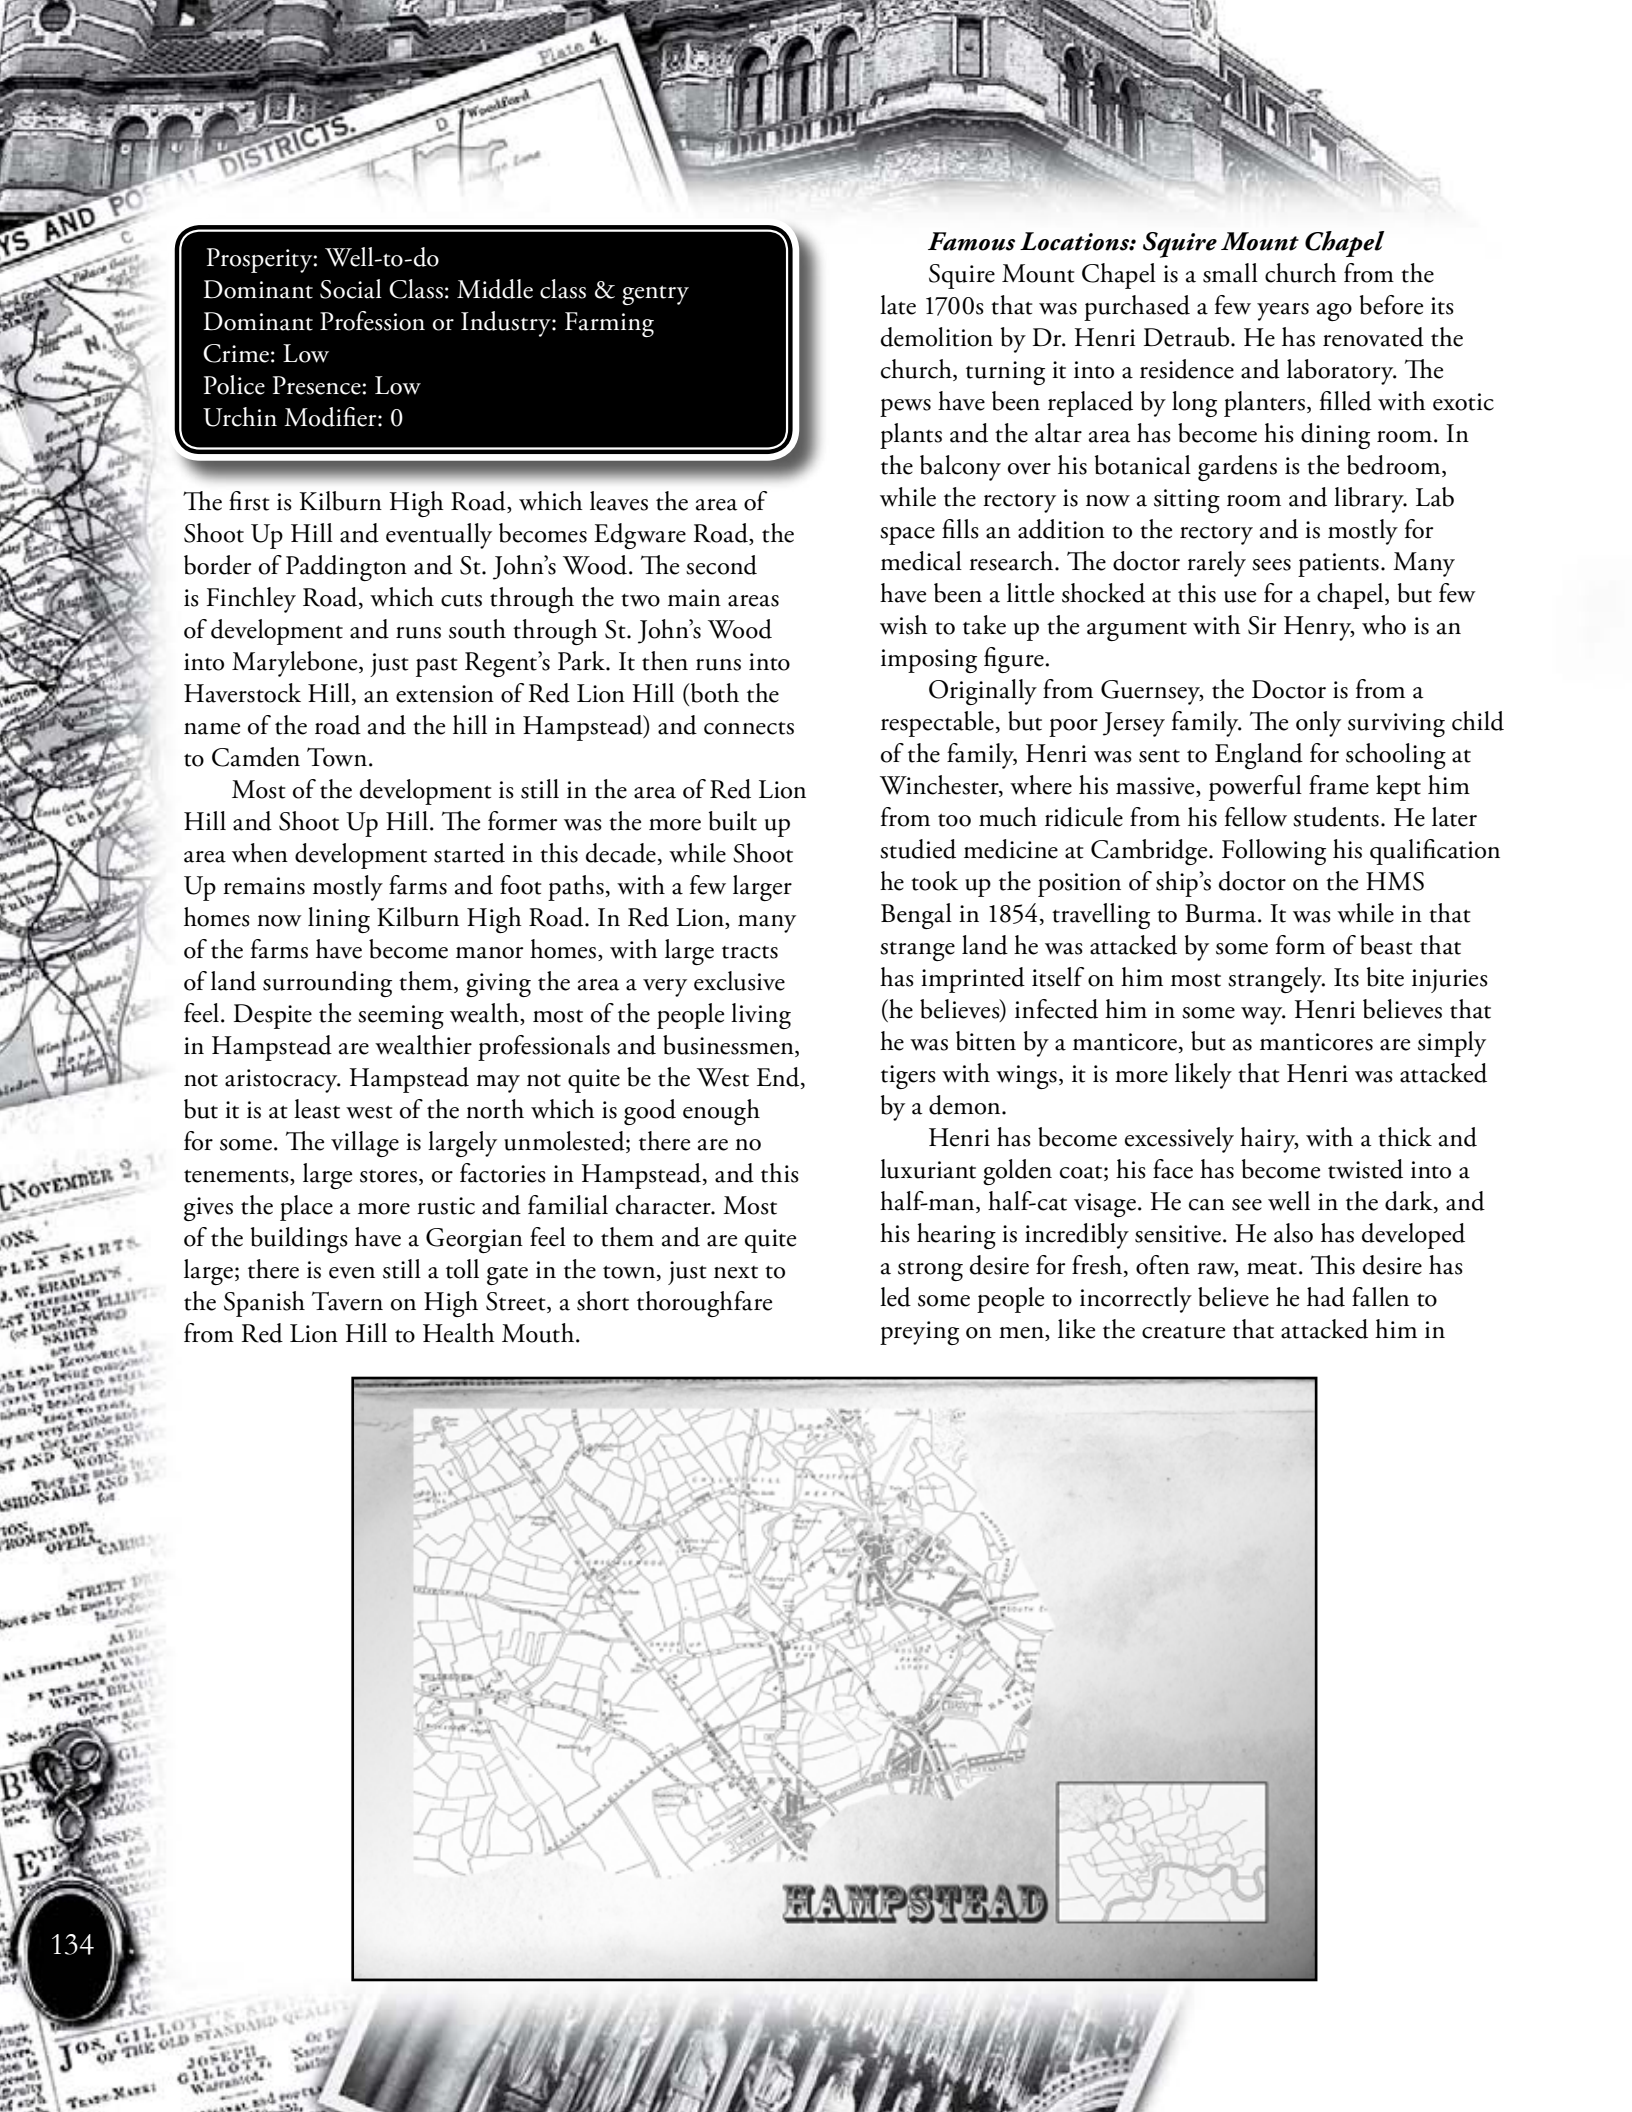 Plate 4.
DISTRICTS.
D
Woodford
YS AND POSTAL
C
N.
Prosperity: Well-to-do
Dominant Social Class: Middle class & gentry
Dominant Profession or Industry: Farming
Crime: Low
Police Presence: Low
Urchin Modifier: 0
The first is Kilburn High Road, which leaves the area of
Shoot Up Hill and eventually becomes Edgware Road, the
border of Paddington and St. John's Wood. The second
is Finchley Road, which cuts through the two main areas
of development and runs south through St. John's Wood
into Marylebone, just past Regent's Park. It then runs into
Haverstock Hill, an extension of Red Lion Hill (both the
name of the road and the hill in Hampstead) and connects
to Camden Town.
Most of the development is still in the area of Red Lion
Hill and Shoot Up Hill. The former was the more built up
area when development started in this decade, while Shoot
Up remains mostly farms and foot paths, with a few larger
homes now lining Kilburn High Road. In Red Lion, many
of the farms have become manor homes, with large tracts
of land surrounding them, giving the area a very exclusive
feel. Despite the seeming wealth, most of the people living
in Hampstead are wealthier professionals and businessmen,
not aristocracy. Hampstead may not quite be the West End,
but it is at least west of the north which is good enough
for some. The village is largely unmolested; there are no
tenements, large stores, or factories in Hampstead, and this
gives the place a more rustic and familial character. Most
of the buildings have a Georgian feel to them and are quite
large; there is even still a toll gate in the town, just next to
the Spanish Tavern on High Street, a short thoroughfare
from Red Lion Hill to Health Mouth.
Famous Locations: Squire Mount Chapel
Squire Mount Chapel is a small church from the
late 1700s that was purchased a few years ago before its
demolition by Dr. Henri Detraub. He has renovated the
church, turning it into a residence and laboratory. The
pews have been replaced by long planters, filled with exotic
plants and the altar area has become his dining room. In
the balcony over his botanical gardens is the bedroom,
while the rectory is now a sitting room and library. Lab
space fills an addition to the rectory and is mostly for
medical research. The doctor rarely sees patients. Many
have been a little shocked at this use for a chapel, but few
wish to take up the argument with Sir Henry, who is an
imposing figure.
Originally from Guernsey, the Doctor is from a
respectable, but poor Jersey family. The only surviving child
of the family, Henri was sent to England for schooling at
Winchester, where his massive, powerful frame kept him
from too much ridicule from his fellow students. He later
studied medicine at Cambridge. Following his qualification
he took up the position of ship's doctor on the HMS
Bengal in 1854, travelling to Burma. It was while in that
strange land he was attacked by some form of beast that
has imprinted itself on him most strangely. Its bite injuries
(he believes) infected him in some way. Henri believes that
he was bitten by a manticore, but as manticores are simply
tigers with wings, it is more likely that Henri was attacked
by a demon.
Henri has become excessively hairy, with a thick and
luxuriant golden coat; his face has become twisted into a
half-man, half-cat visage. He can see well in the dark, and
his hearing is incredibly sensitive. He also has developed
a strong desire for fresh, often raw, meat. This desire has
led some people to incorrectly believe he had fallen to
preying on men, like the creature that attacked him in
[NOVEMBER 2,
PLEX SKIRTS
J. W. BRADLEY'S
SKIRTS
are the
WORN.
for
PROMENADE,
OPERA,
STREET
WILLESDEN
HAMPSTEAD
134
JOS. GILLOTT'S
OF THE OLD STANDARD QUALITY
JOSEPH
TRADE MARK:
GILLOTT,
Warranted.